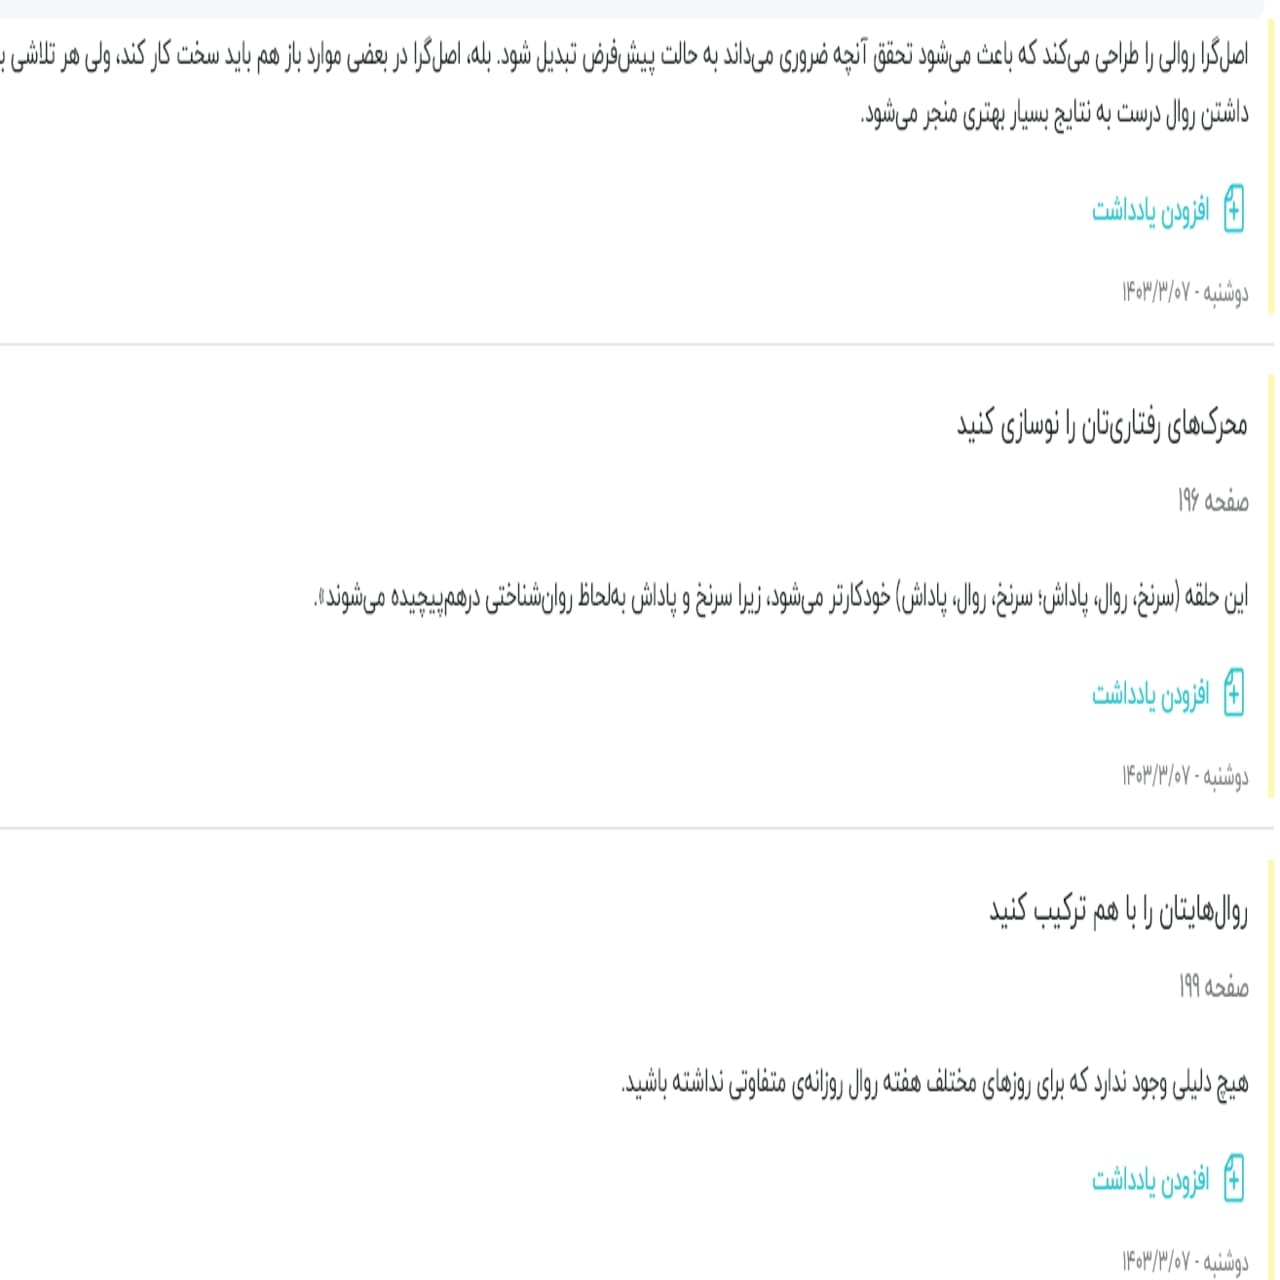 اصل‌گرا روالی را طراحی می‌کند که باعث می‌شود تحقق آنچه ضروری می‌داند به حالت پیش‌فرض تبدیل شود. بله، اصل‌گرا در بعضی موارد باز هم باید سخت کار کند، ولی هر تلاشی
داشتن روال درست به نتایج بسیار بهتری منجر می‌شود.
افزودن یادداشت
دوشنبه - ۱۴۰۳/۳/۰۷
محرک‌های رفتاری‌تان را نوسازی کنید
صفحه ۱۹۶
این حلقه (سرنخ، روال، پاداش؛ سرنخ، روال، پاداش) خودکارتر می‌شود، زیرا سرنخ و پاداش به‌لحاظ روان‌شناختی درهم‌پیچیده می‌شوند».
افزودن یادداشت
دوشنبه - ۱۴۰۳/۳/۰۷
روال‌هایتان را با هم ترکیب کنید
صفحه ۱۹۹
هیچ دلیلی وجود ندارد که برای روزهای مختلف هفته روال روزانه‌ی متفاوتی نداشته باشید.
افزودن یادداشت
دوشنبه - ۱۴۰۳/۳/۰۷